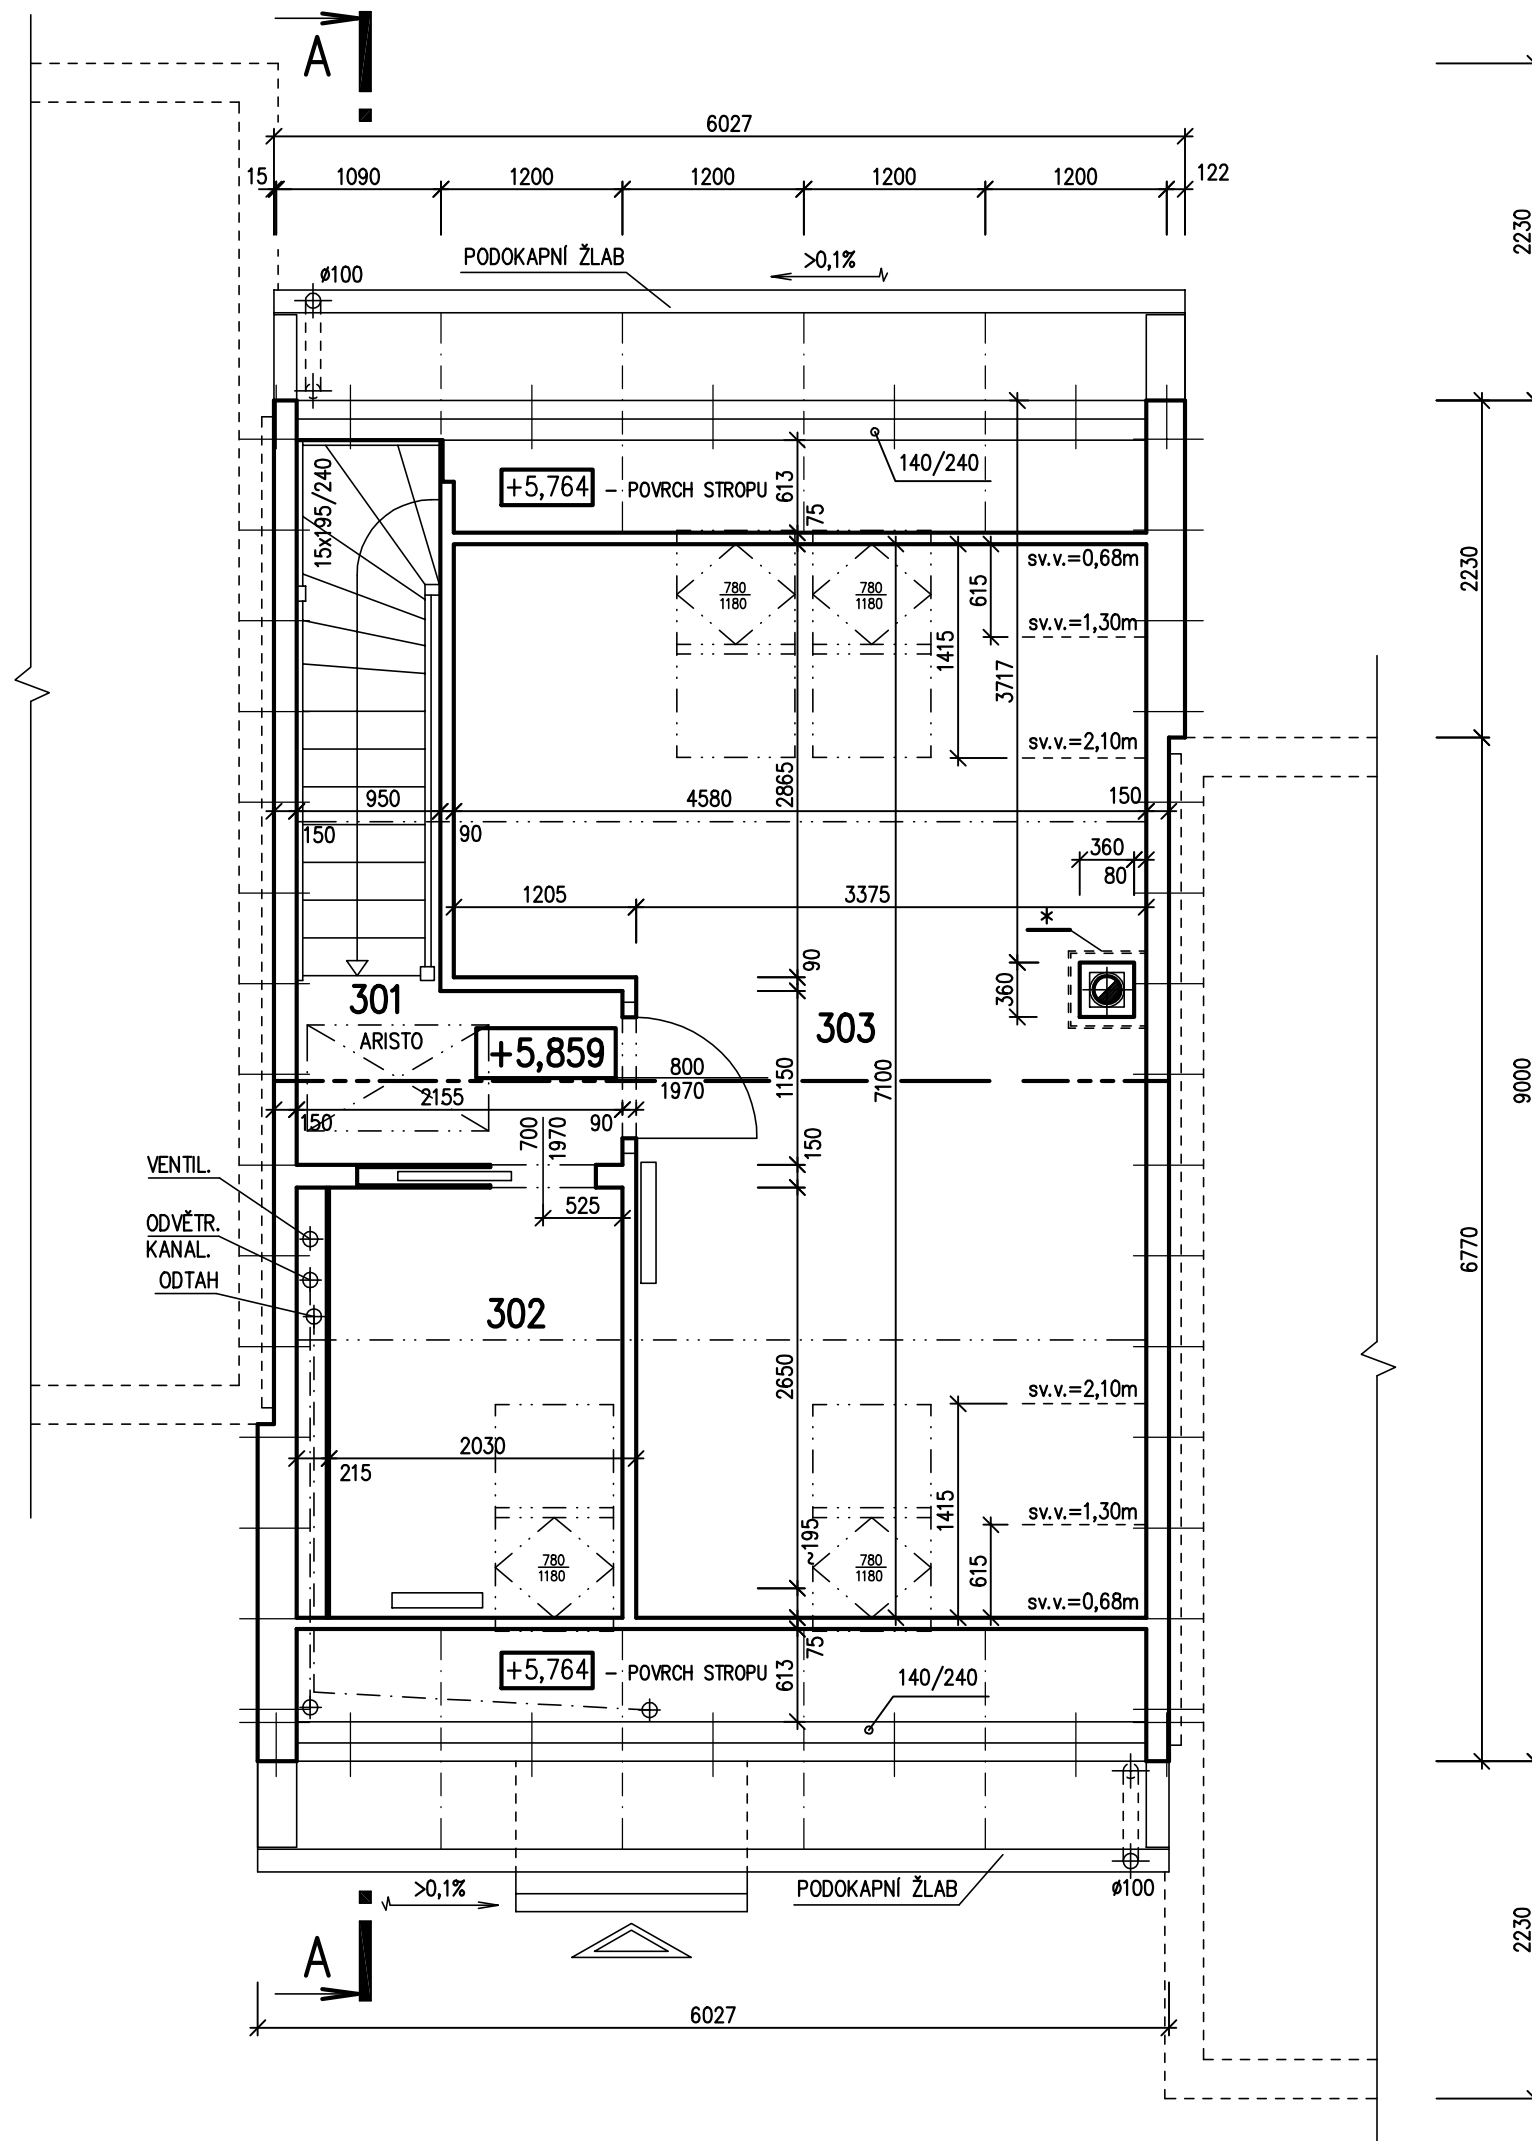 A
6027
15 1090 1200 1200 1200 1200 122
2230
PODOKAPNÍ ŽLAB
>0,1%
ø100
15x195/240
+5,764 - POVRCH STROPU
613
75
140/240
780
1180
780
1180
sv.v.=0,68m
615
sv.v.=1,30m
1415
3717
sv.v.=2,10m
2230
2865
950
4580
150
150
90
360
80
1205
3375
*
90
360
301
ARISTO
+5,859
303
800
1970
1150
7100
9000
2155
150
90
700
1970
150
VENTIL.
525
ODVĚTR.
KANAL.
ODTAH
302
6770
2650
sv.v.=2,10m
2030
215
1415
sv.v.=1,30m
~195
780
1180
780
1180
615
sv.v.=0,68m
75
+5,764 - POVRCH STROPU
613
140/240
>0,1%
PODOKAPNÍ ŽLAB
ø100
2230
A
6027